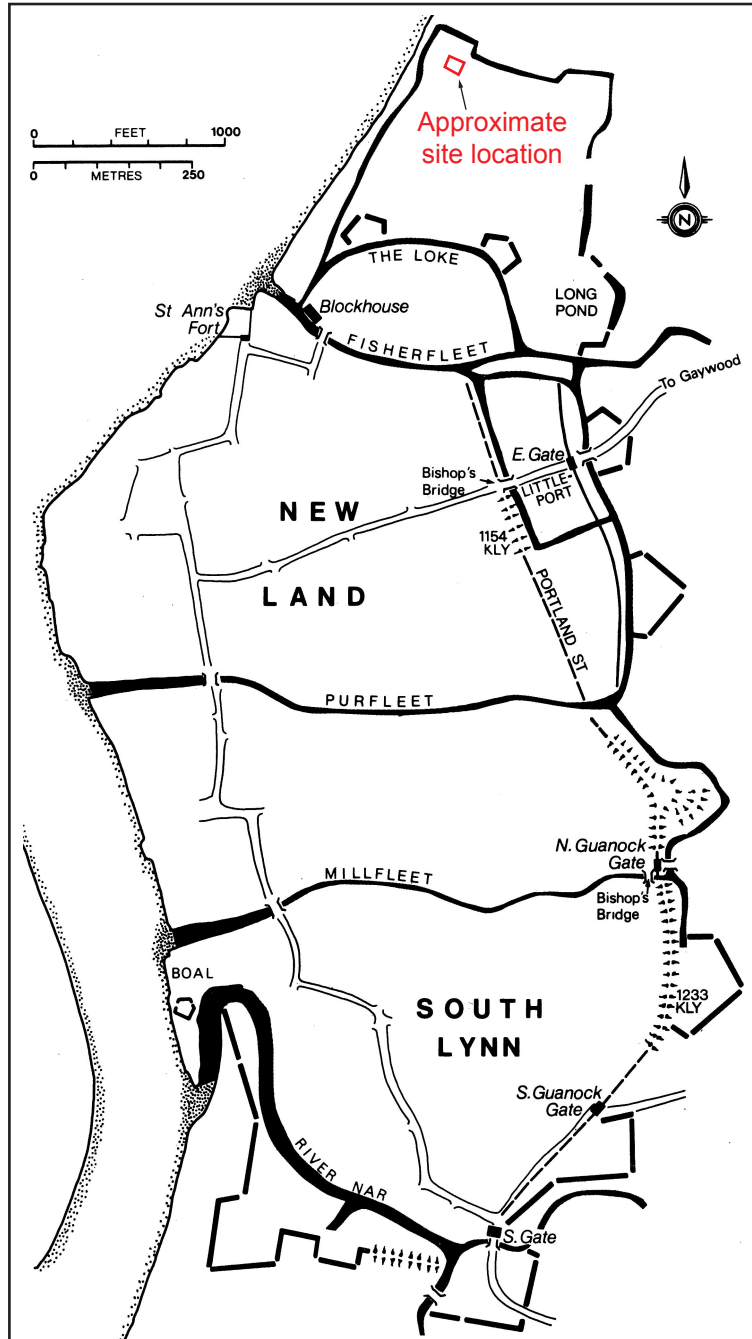 Approximate
site location
0 FEET 1000
0 METRES 250
N
THE LOKE
LONG
POND
St Ann's
Fort
Blockhouse
FISHERFLEET
To Gaywood
E. Gate
Bishop's
Bridge
LITTLE-
PORT
NEW
LAND
1154
KLY
PORTLAND ST
PURFLEET
N. Guanock
Gate
MILLFLEET
Bishop's
Bridge
BOAL
SOUTH
LYNN
1233
KLY
S. Guanock
Gate
RIVER NAR
S. Gate